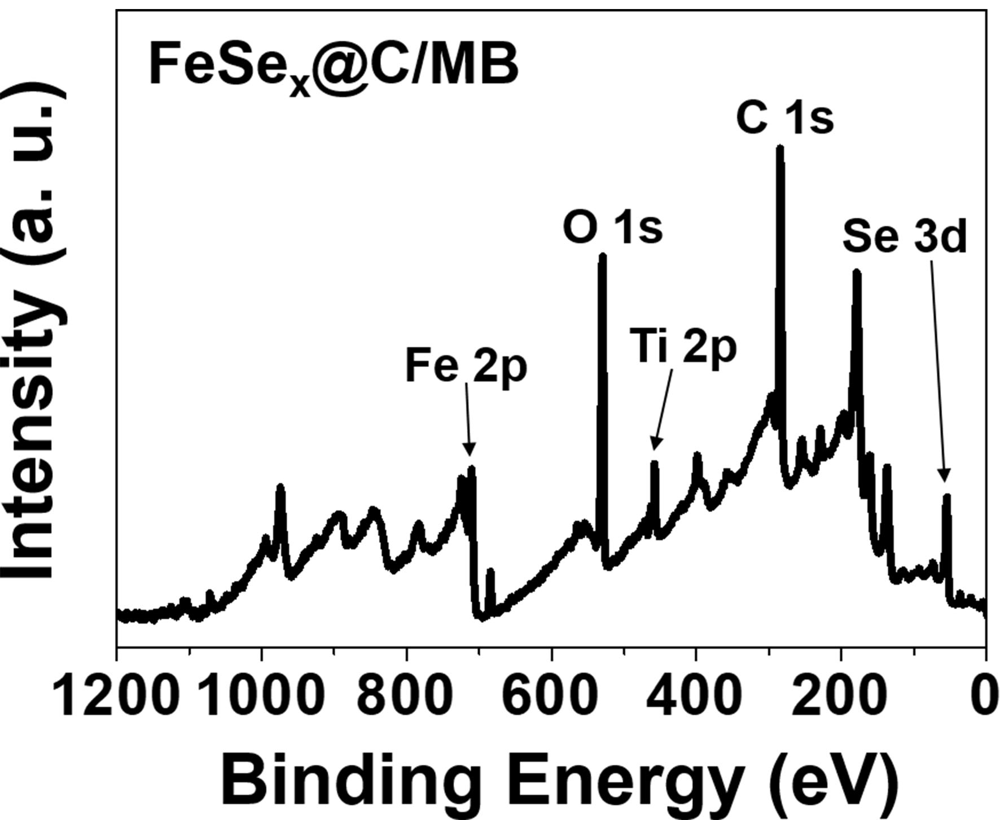 FeSeₓ@C/MB
C 1s
O 1s
Se 3d
Ti 2p
Fe 2p
Intensity (a. u.)
1200 1000 800 600 400 200 0
Binding Energy (eV)